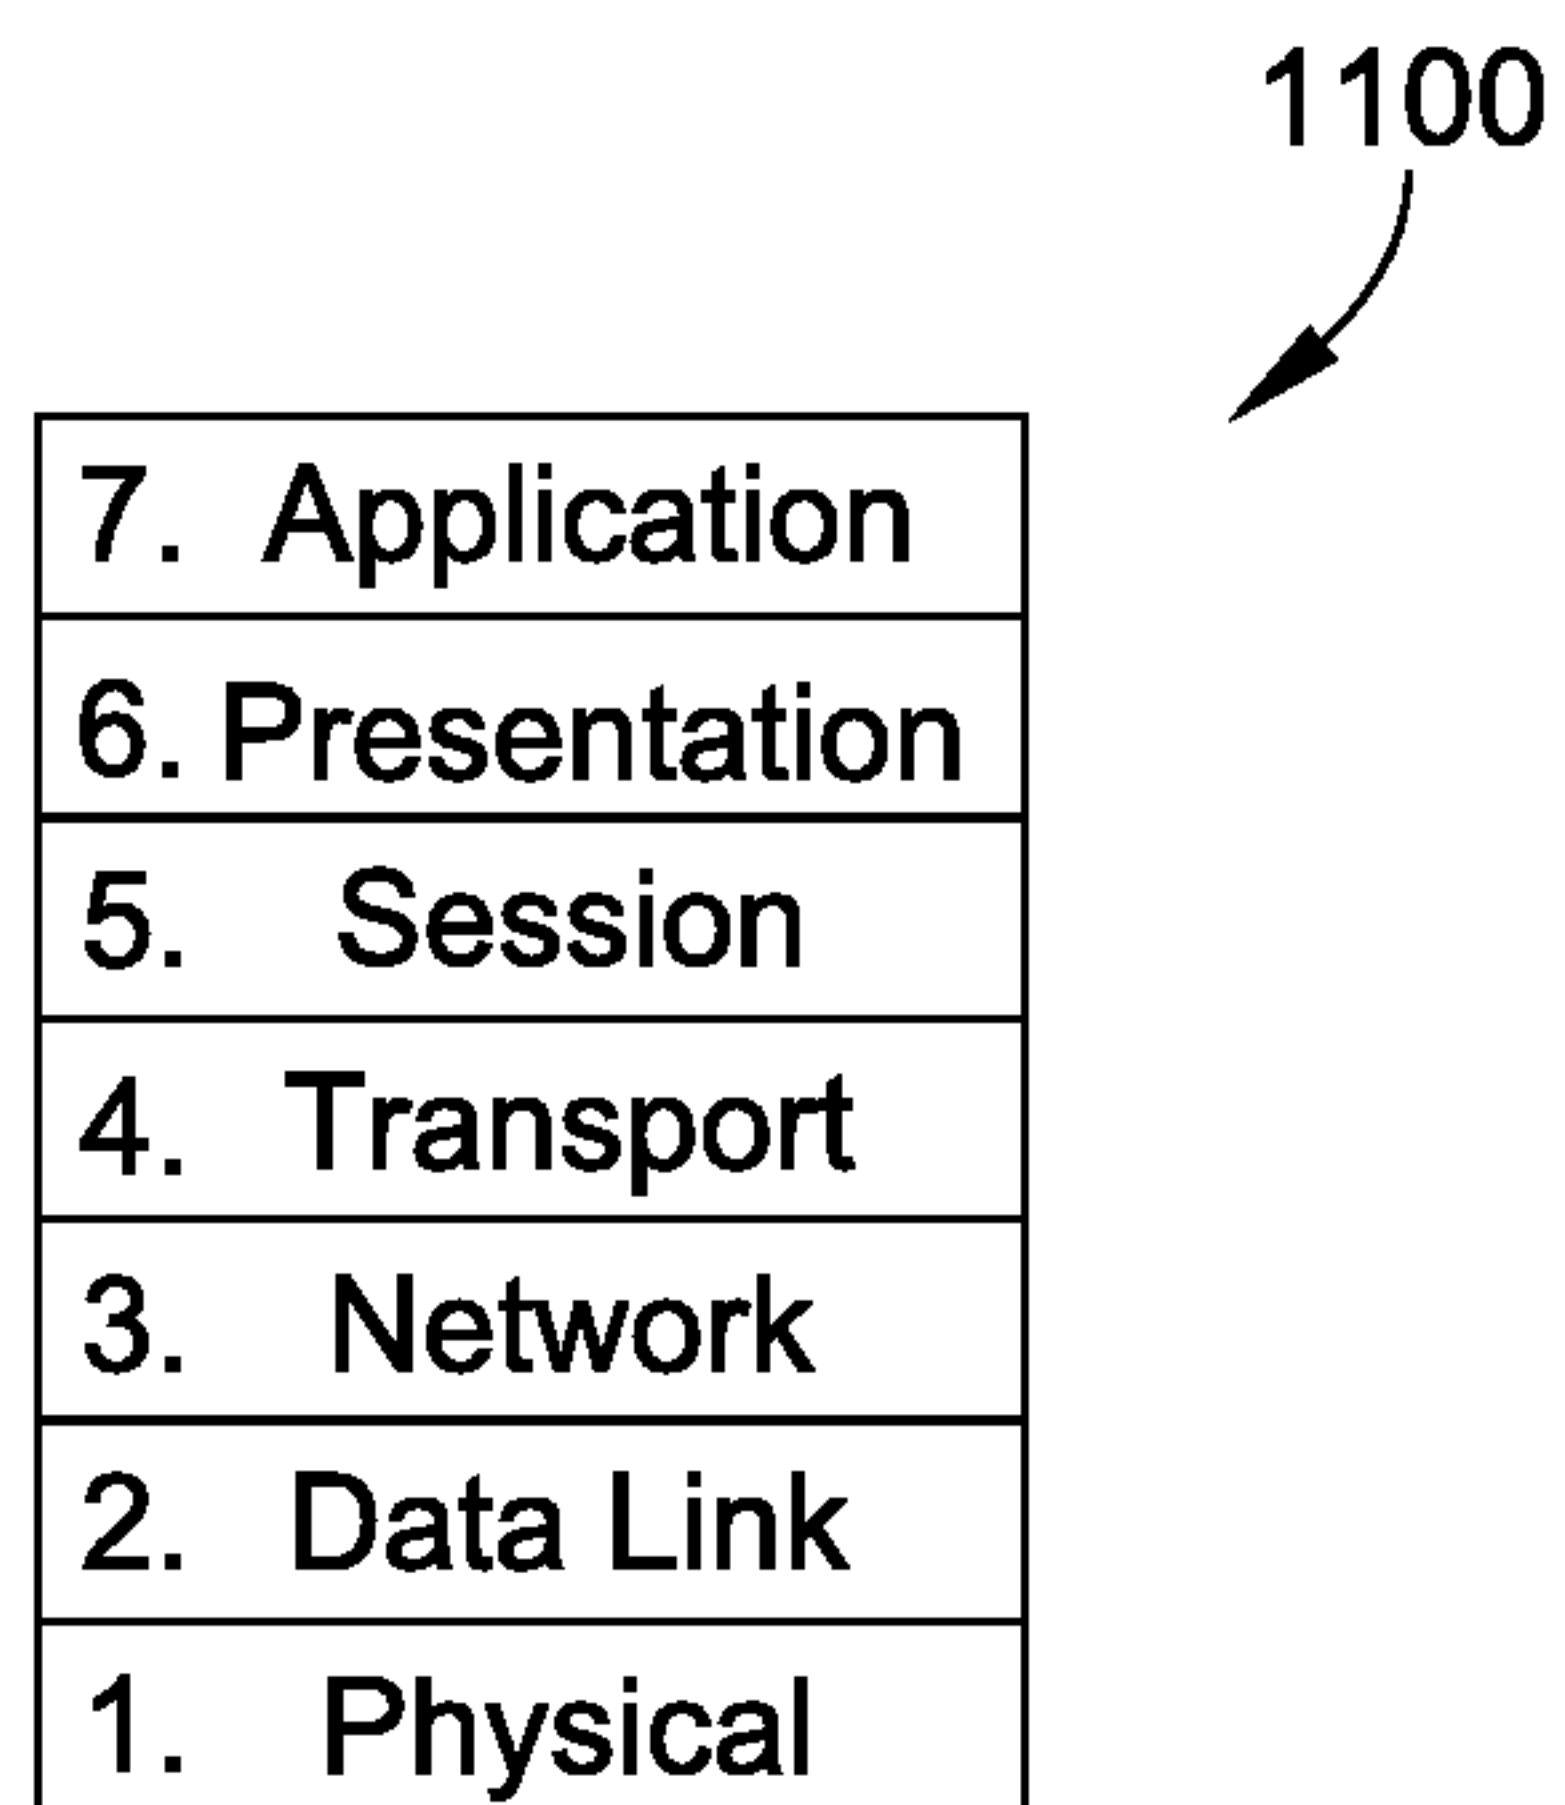 1100
7. Application
6. Presentation
5. Session
4. Transport
3. Network
2. Data Link
1. Physical